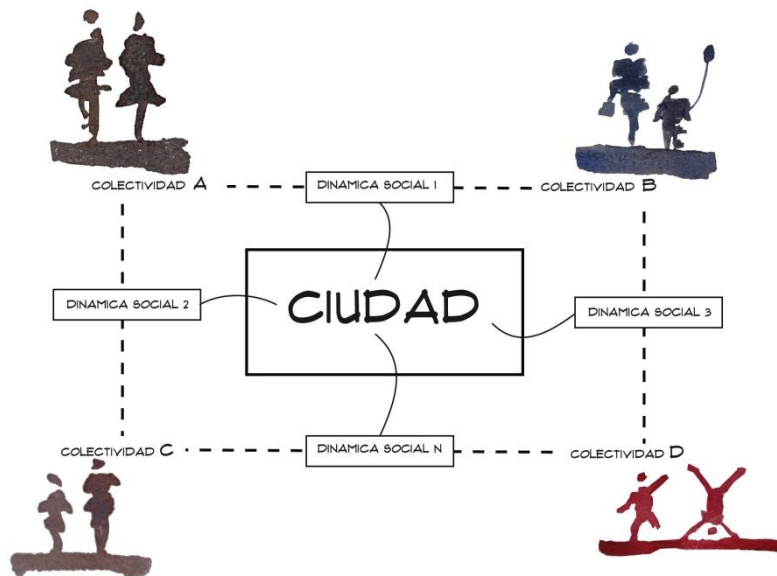 COLECTIVIDAD A
DINAMICA SOCIAL 1
COLECTIVIDAD B
CIUDAD
DINAMICA SOCIAL 2
DINAMICA SOCIAL 3
COLECTIVIDAD C
DINAMICA SOCIAL N
COLECTIVIDAD D